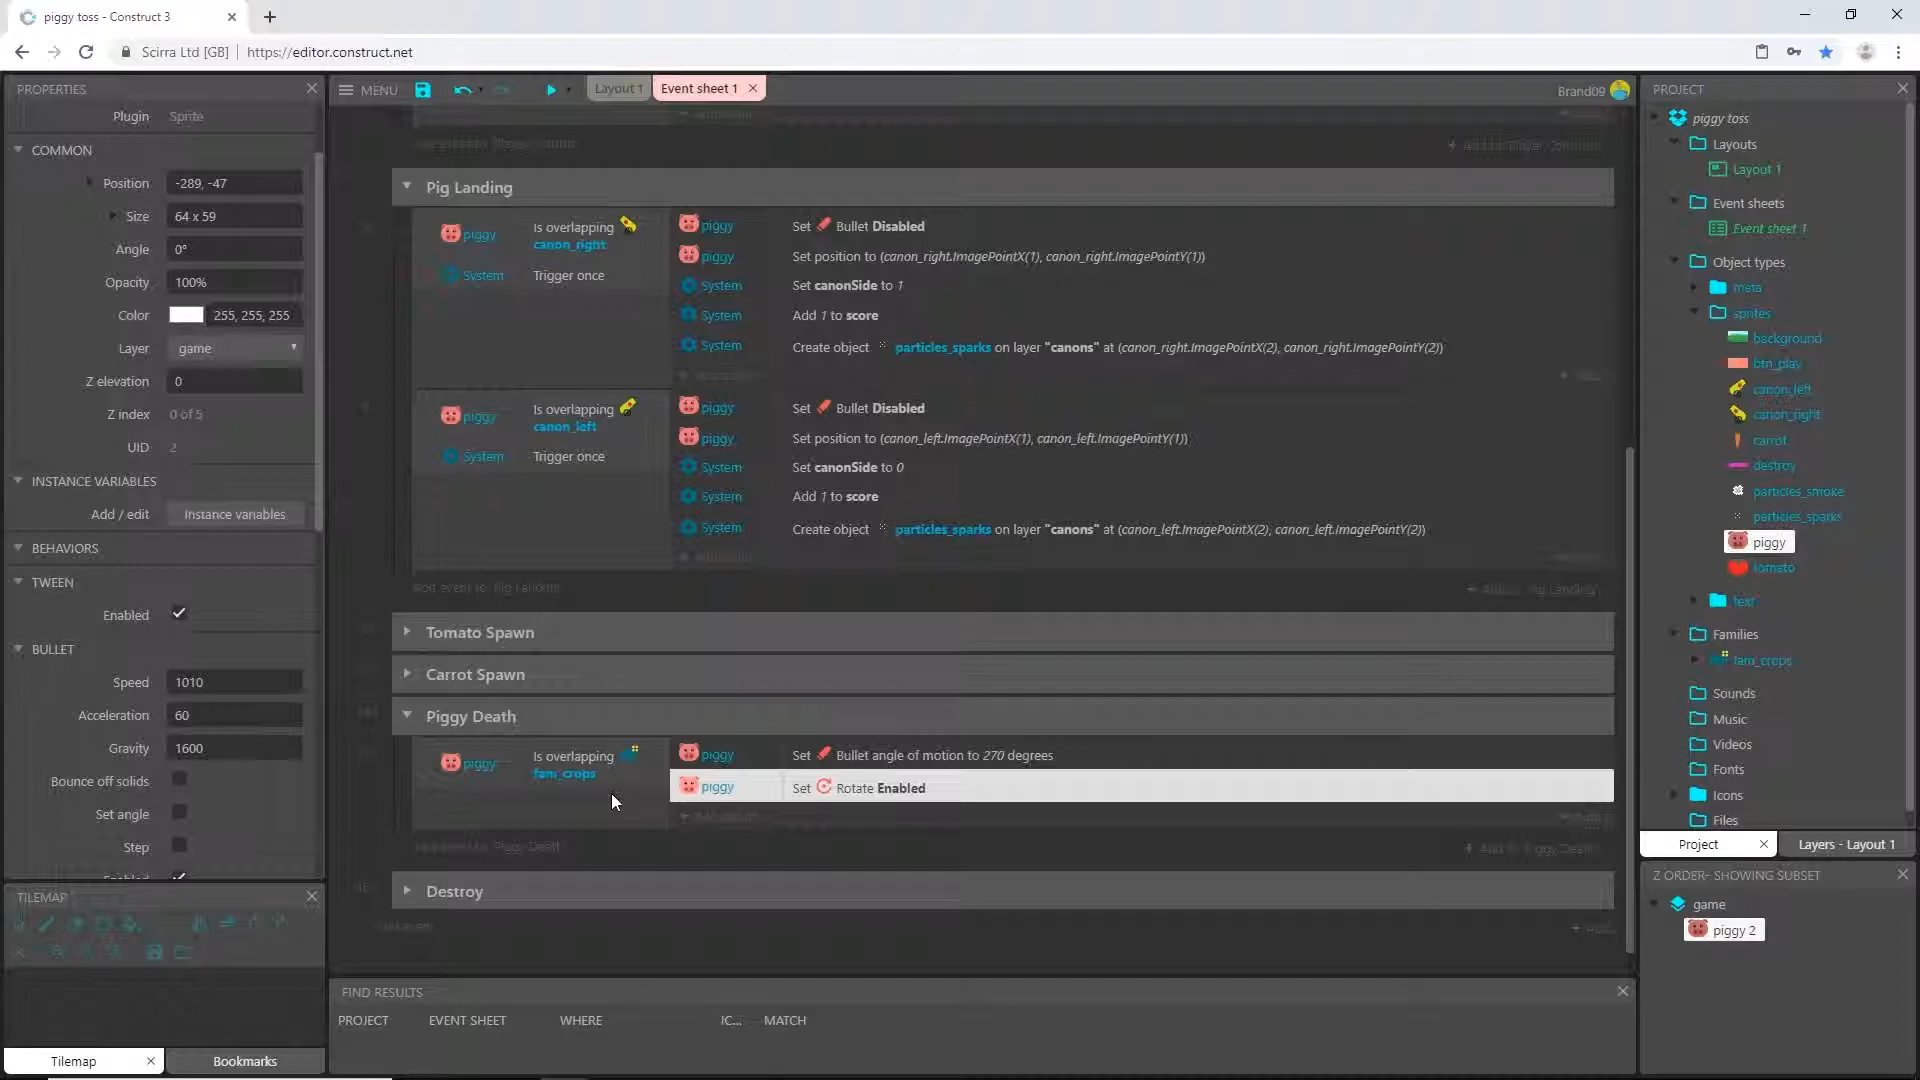 piggy toss - Construct 3
Scirra Ltd [GB] https://editor.construct.net
PROPERTIES
Plugin Sprite
COMMON
Position -289, -47
Size 64 x 59
Angle 0°
Opacity 100%
Color 255, 255, 255
Layer game
Z elevation 0
Z index 0 of 5
UID 2
INSTANCE VARIABLES
Add / edit Instance variables
BEHAVIORS
TWEEN
Enabled
BULLET
Speed 1010
Acceleration 60
Gravity 1600
Bounce off solids
Set angle
Step
Enabled
TILEMAP
Tilemap
Bookmarks
MENU
Layout 1
Event sheet 1
Brand09
Pig Landing
piggy Is overlapping canon_right
System Trigger once
piggy Set Bullet Disabled
piggy Set position to (canon_right.ImagePointX(1), canon_right.ImagePointY(1))
System Set canonSide to 1
System Add 1 to score
System Create object particles_sparks on layer "canons" at (canon_right.ImagePointX(2), canon_right.ImagePointY(2))
piggy Is overlapping canon_left
System Trigger once
piggy Set Bullet Disabled
piggy Set position to (canon_left.ImagePointX(1), canon_left.ImagePointY(1))
System Set canonSide to 0
System Add 1 to score
System Create object particles_sparks on layer "canons" at (canon_left.ImagePointX(2), canon_left.ImagePointY(2))
Add event to 'Pig Landing'
Tomato Spawn
Carrot Spawn
Piggy Death
piggy Is overlapping fam_crops
piggy Set Bullet angle of motion to 270 degrees
piggy Set Rotate Enabled
Destroy
FIND RESULTS
PROJECT EVENT SHEET WHERE IC... MATCH
PROJECT
piggy toss
Layouts
Layout 1
Event sheets
Event sheet 1
Object types
meta
sprites
background
btn_play
canon_left
canon_right
carrot
destroy
particles_smoke
particles_sparks
piggy
tomato
text
Families
fam_crops
Sounds
Music
Videos
Fonts
Icons
Files
Project
Layers - Layout 1
Z ORDER- SHOWING SUBSET
game
piggy 2